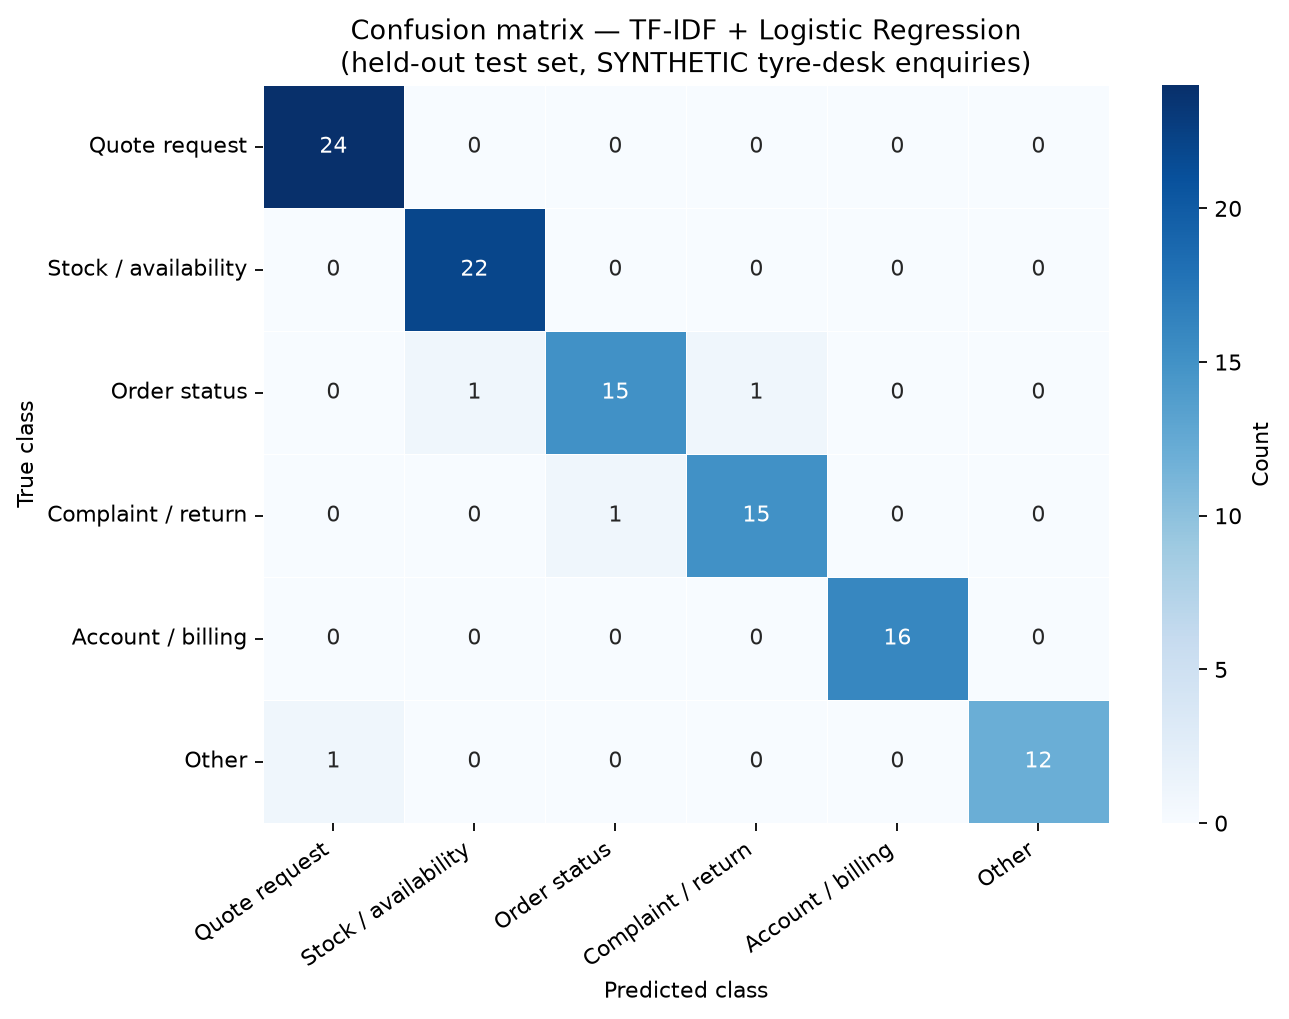 Confusion matrix — TF-IDF + Logistic Regression
(held-out test set, SYNTHETIC tyre-desk enquiries)
True class
Quote request 24 0 0 0 0 0
Stock / availability 0 22 0 0 0 0
Order status 0 1 15 1 0 0
Complaint / return 0 0 1 15 0 0
Account / billing 0 0 0 0 16 0
Other 1 0 0 0 0 12
Quote request
Stock / availability
Order status
Complaint / return
Account / billing
Other
Predicted class
20
15
10
5
0
Count